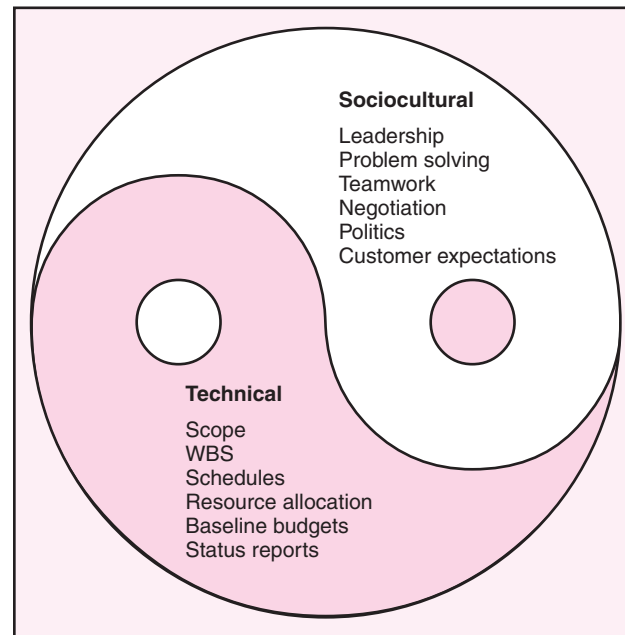 Sociocultural
Leadership
Problem solving
Teamwork
Negotiation
Politics
Customer expectations
Technical
Scope
WBS
Schedules
Resource allocation
Baseline budgets
Status reports